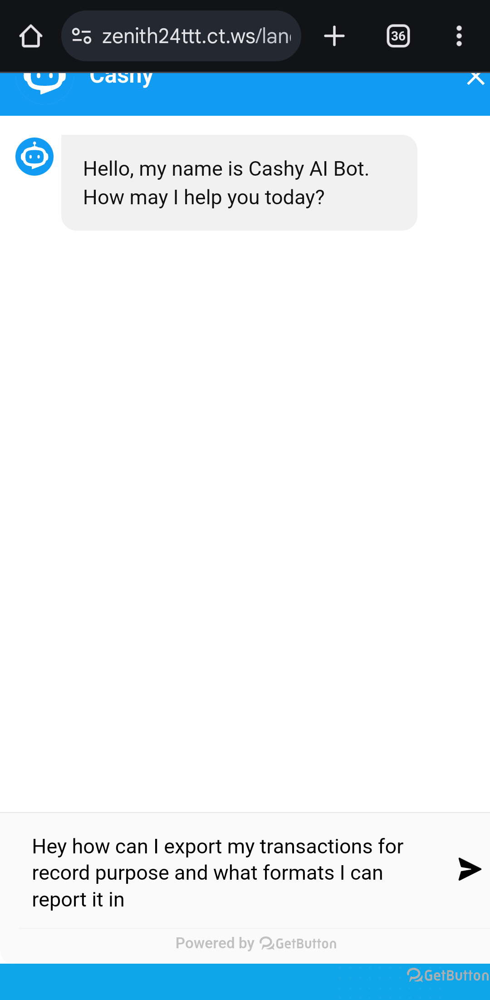 zenith24ttt.ct.ws/lan
36
Cashy
Hello, my name is Cashy AI Bot.
How may I help you today?
Hey how can I export my transactions for
record purpose and what formats I can
report it in
Powered by GetButton
GetButton